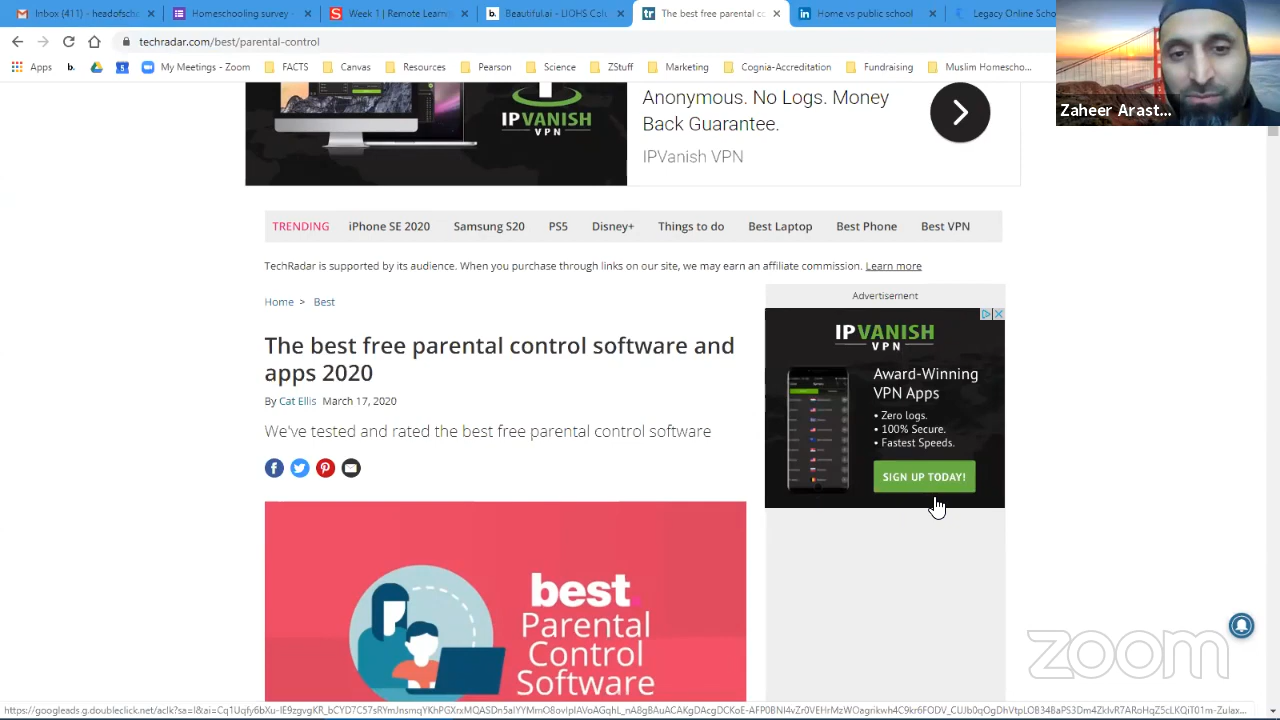 headofscho
Homeschooling survey
Week 1 | Remote Learni
Beautiful.ai - LIOHS Colu
The best free parental co
Home vs public school
Legacy Online Scho
techradar.com/best/parental-control
Apps
b.
My Meetings - Zoom
FACTS
Canvas
Resources
Pearson
Science
ZStuff
Marketing
Cognia-Accreditation
Fundraising
Muslim Homescho...
Zaheer Arast...
IPVANISH
VPN
Anonymous. No Logs. Money
Back Guarantee.
IPVanish VPN
TRENDING iPhone SE 2020 Samsung S20 PS5 Disney+ Things to do Best Laptop Best Phone Best VPN
TechRadar is supported by its audience. When you purchase through links on our site, we may earn an affiliate commission. Learn more
Home > Best
Advertisement
The best free parental control software and
apps 2020
By Cat Ellis March 17, 2020
We've tested and rated the best free parental control software
IPVANISH
VPN
Award-Winning
VPN Apps
• Zero logs.
• 100% Secure.
• Fastest Speeds.
SIGN UP TODAY!
best.
Parental
Control
Software
zoom